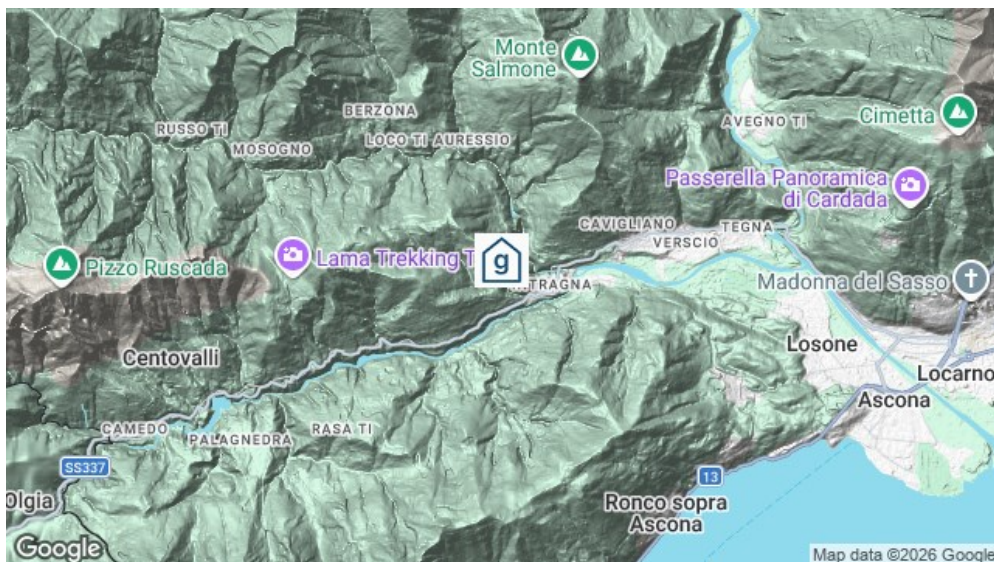 Monte
Salmone
Cimetta
BERZONA
AVEGNO TI
RUSSO TI
LOCO TI AURESSIO
MOSOGNO
Passerella Panoramica
di Cardada
CAVIGLIANO
TEGNA
VERSCIO
Lama Trekking
g
Pizzo Ruscada
Madonna del Sasso
Centovalli
Losone
Locarno
Ascona
CAMEDO
PALAGNEDRA
RASA TI
SS337
13
Olgia
Ronco sopra
Ascona
Google
Map data ©2026 Google